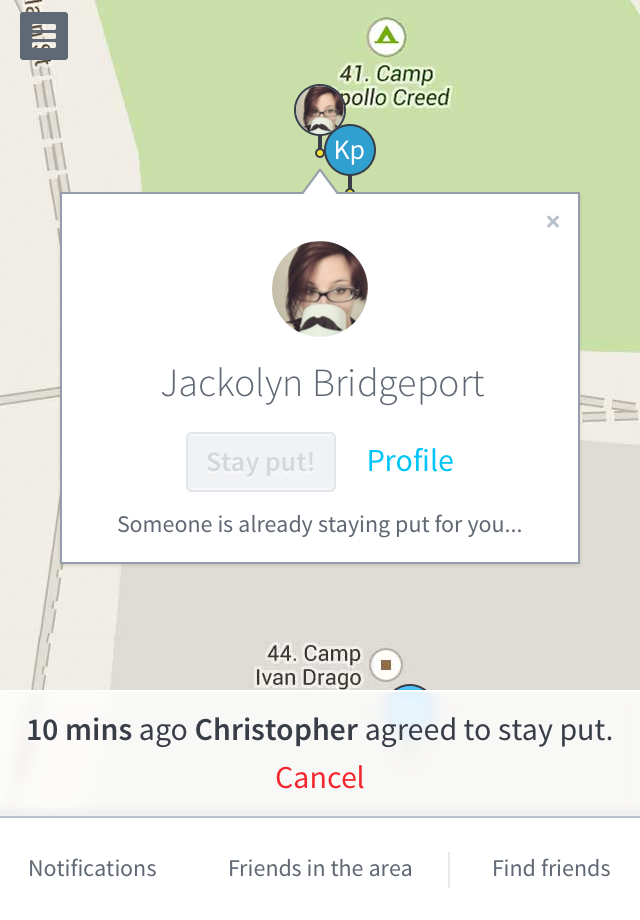 41. Camp
pollo Creed
Kp
×
Jackolyn Bridgeport
Stay put!
Profile
Someone is already staying put for you...
44. Camp
Ivan Drago
10 mins ago Christopher agreed to stay put.
Cancel
Notifications
Friends in the area
Find friends